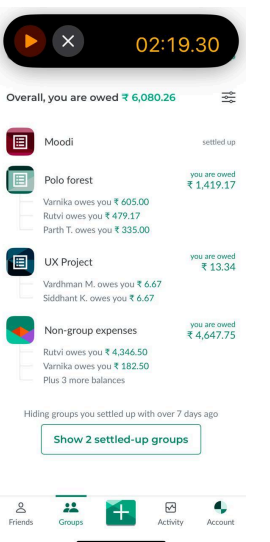 02:19.30
Overall, you are owed ₹ 6,080.26
Moodi
settled up
Polo forest
you are owed
₹ 1,419.17
Varnika owes you ₹ 605.00
Rutvi owes you ₹ 479.17
Parth T. owes you ₹ 335.00
UX Project
you are owed
₹ 13.34
Vardhman M. owes you ₹ 6.67
Siddhant K. owes you ₹ 6.67
Non-group expenses
you are owed
₹ 4,647.75
Rutvi owes you ₹ 4,346.50
Varnika owes you ₹ 182.50
Plus 3 more balances
Hiding groups you settled up with over 7 days ago
Show 2 settled-up groups
Friends Groups Activity Account